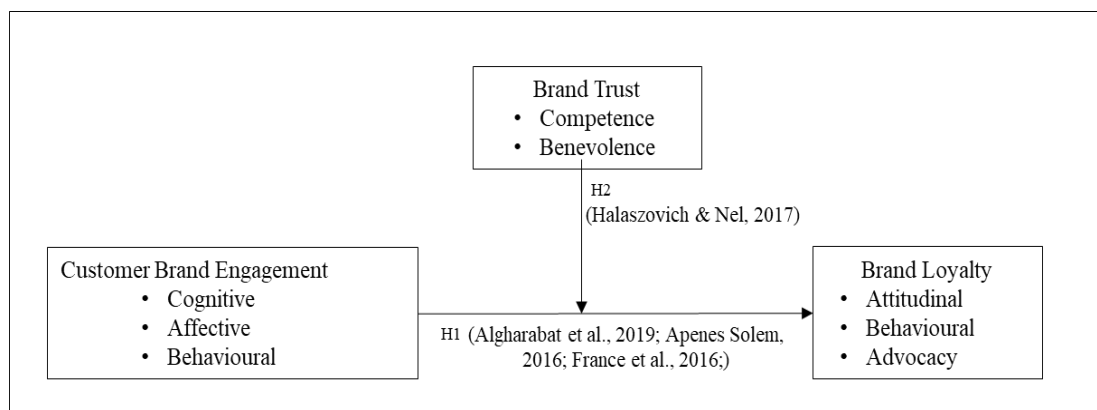 Brand Trust
• Competence
• Benevolence
H2
(Halaszovich & Nel, 2017)
Customer Brand Engagement
• Cognitive
• Affective
• Behavioural
H1 (Algharabat et al., 2019; Apenes Solem,
2016; France et al., 2016;)
Brand Loyalty
• Attitudinal
• Behavioural
• Advocacy